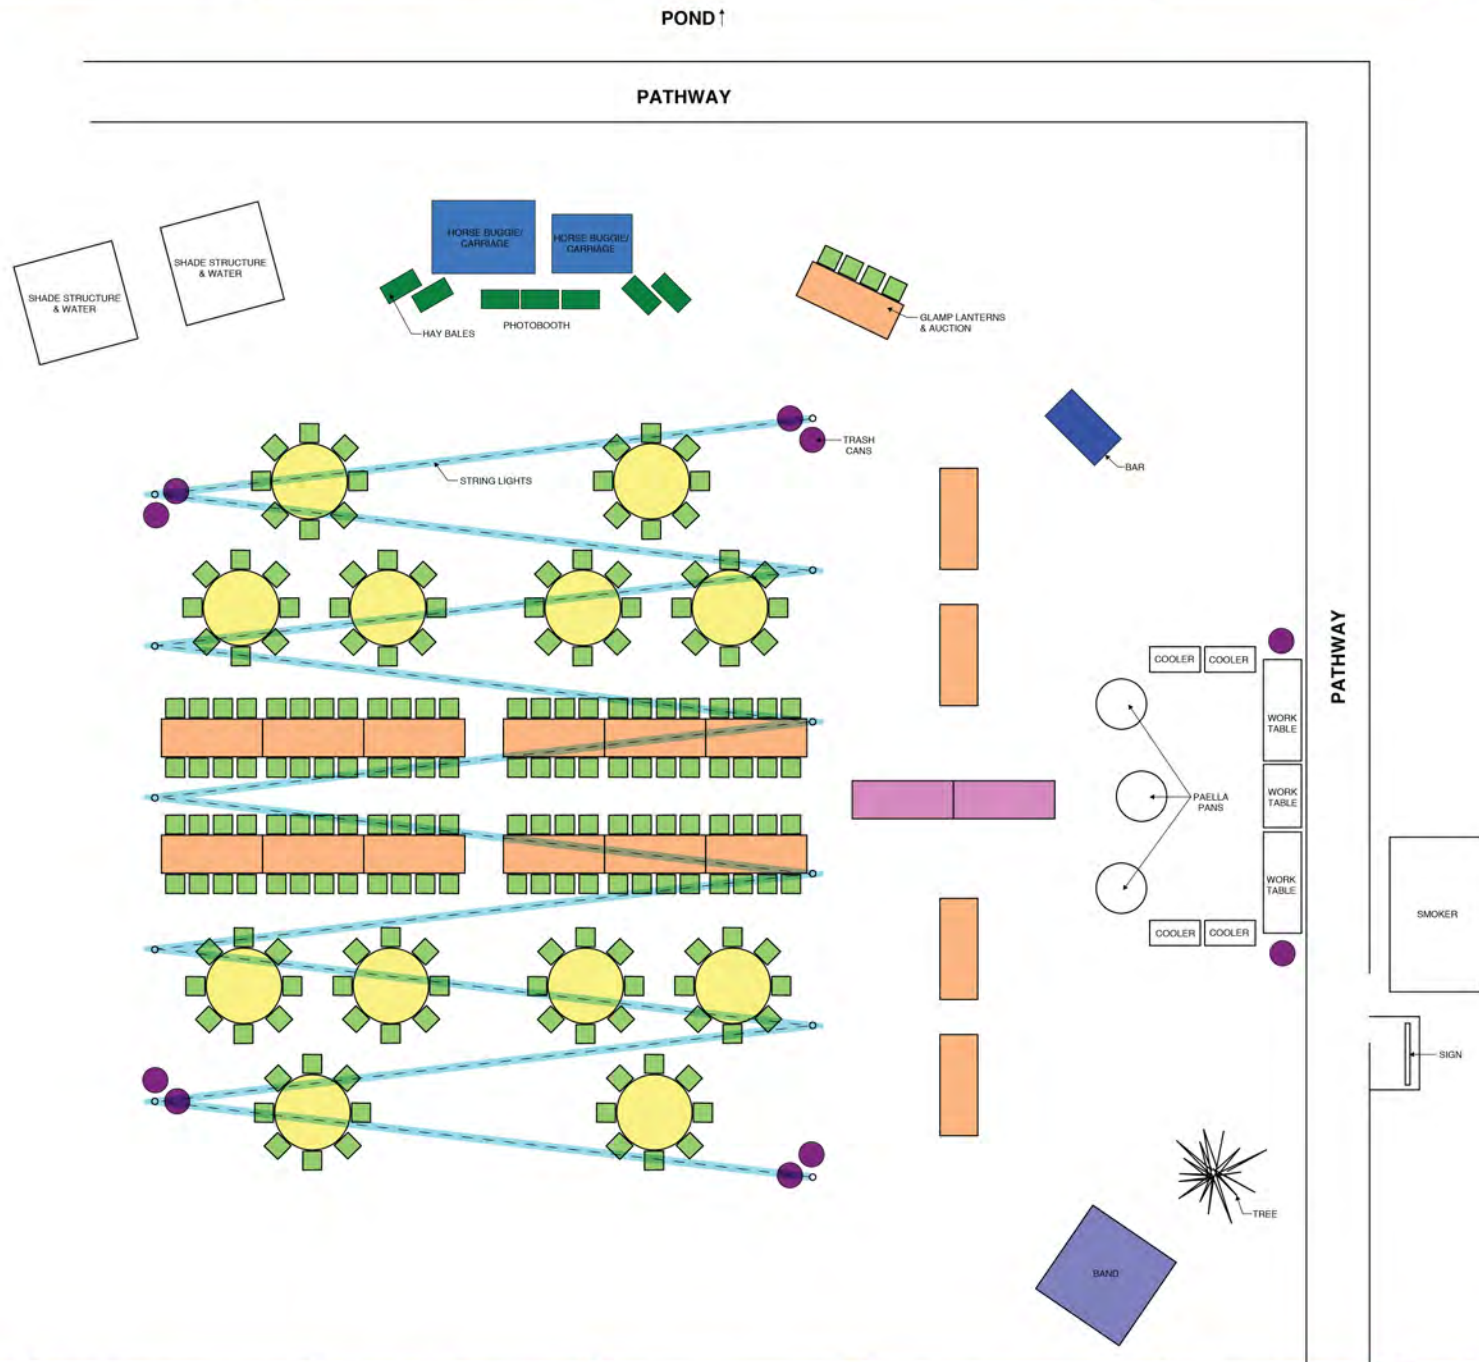 POND↑
PATHWAY
SHADE STRUCTURE
& WATER
SHADE STRUCTURE
& WATER
HORSE BUGGIE/
CARRIAGE
HORSE BUGGIE/
CARRIAGE
HAY BALES
PHOTOBOOTH
GLAMP LANTERNS
& AUCTION
TRASH
CANS
BAR
STRING LIGHTS
PATHWAY
COOLER
COOLER
WORK
TABLE
WORK
TABLE
PAELLA
PANS
WORK
TABLE
COOLER
COOLER
SMOKER
SIGN
TREE
BAND